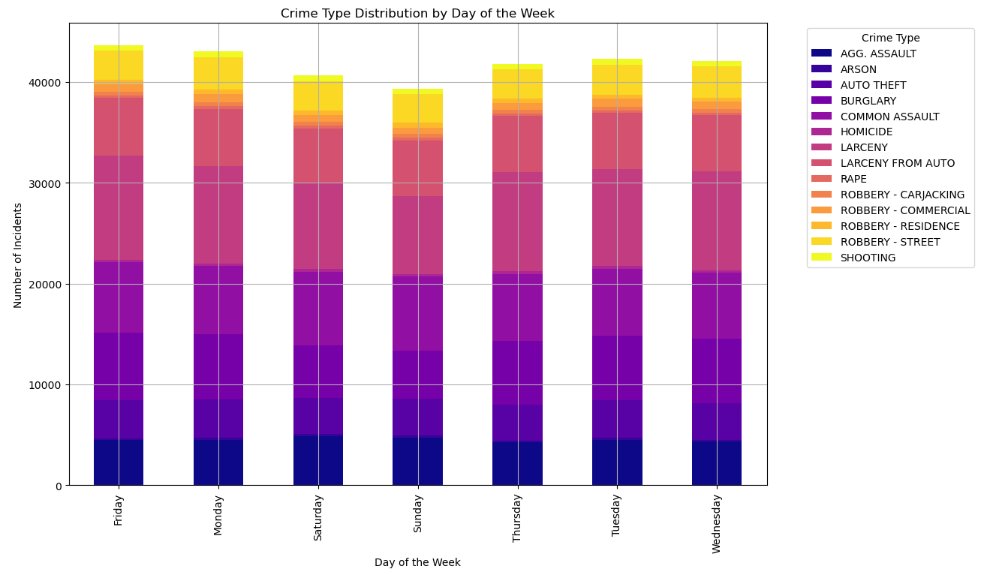 Crime Type Distribution by Day of the Week
Number of Incidents
40000
30000
20000
10000
0
Friday
Monday
Saturday
Sunday
Thursday
Tuesday
Wednesday
Day of the Week
Crime Type
AGG. ASSAULT
ARSON
AUTO THEFT
BURGLARY
COMMON ASSAULT
HOMICIDE
LARCENY
LARCENY FROM AUTO
RAPE
ROBBERY - CARJACKING
ROBBERY - COMMERCIAL
ROBBERY - RESIDENCE
ROBBERY - STREET
SHOOTING